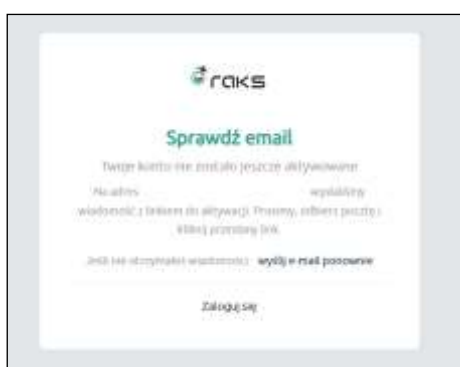 raks
Sprawdź email
Twoje konto nie zostało jeszcze aktywowane
Na adres wysłaliśmy
wiadomość z linkiem do aktywacji. Prosimy, odbierz pocztę i
kliknij przesłany link.
Jeśli nie otrzymałeś wiadomości - wyślij e-mail ponownie
Zaloguj się